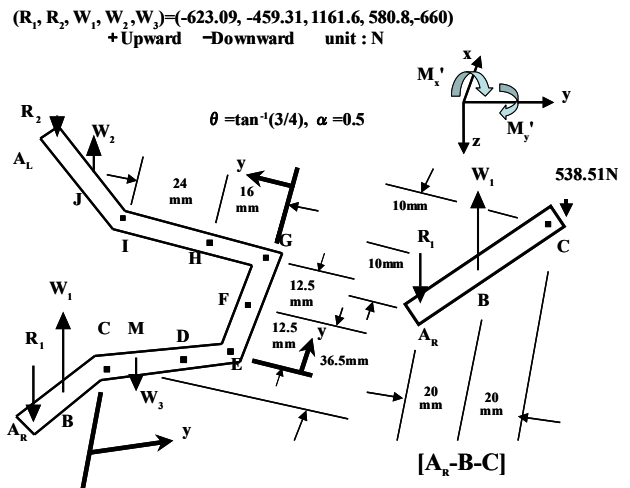 (R₁, R₂, W₁, W₂ ,W₃)=(-623.09, -459.31, 1161.6, 580.8,-660)
+ Upward −Downward unit : N
θ =tan⁻¹(3/4), α =0.5
x
Mₓ'
y
M_y'
z
R₂
W₂
A_L
J
I
24
mm
y
16
mm
H
G
F
12.5
mm
12.5
mm
y
36.5mm
E
W₁
R₁
C M D
W₃
A_R
B
y
W₁
538.51N
10mm
R₁
C
10mm
B
A_R
20
mm
20
mm
[A_R-B-C]